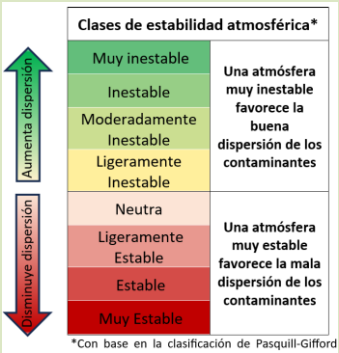 Clases de estabilidad atmosférica*
Aumenta dispersión
Muy inestable
Inestable
Moderadamente
Inestable
Ligeramente
Inestable
Una atmósfera
muy inestable
favorece la
buena
dispersión de los
contaminantes
Disminuye dispersión
Neutra
Ligeramente
Estable
Estable
Muy Estable
Una atmósfera
muy estable
favorece la mala
dispersión de los
contaminantes
*Con base en la clasificación de Pasquill-Gifford